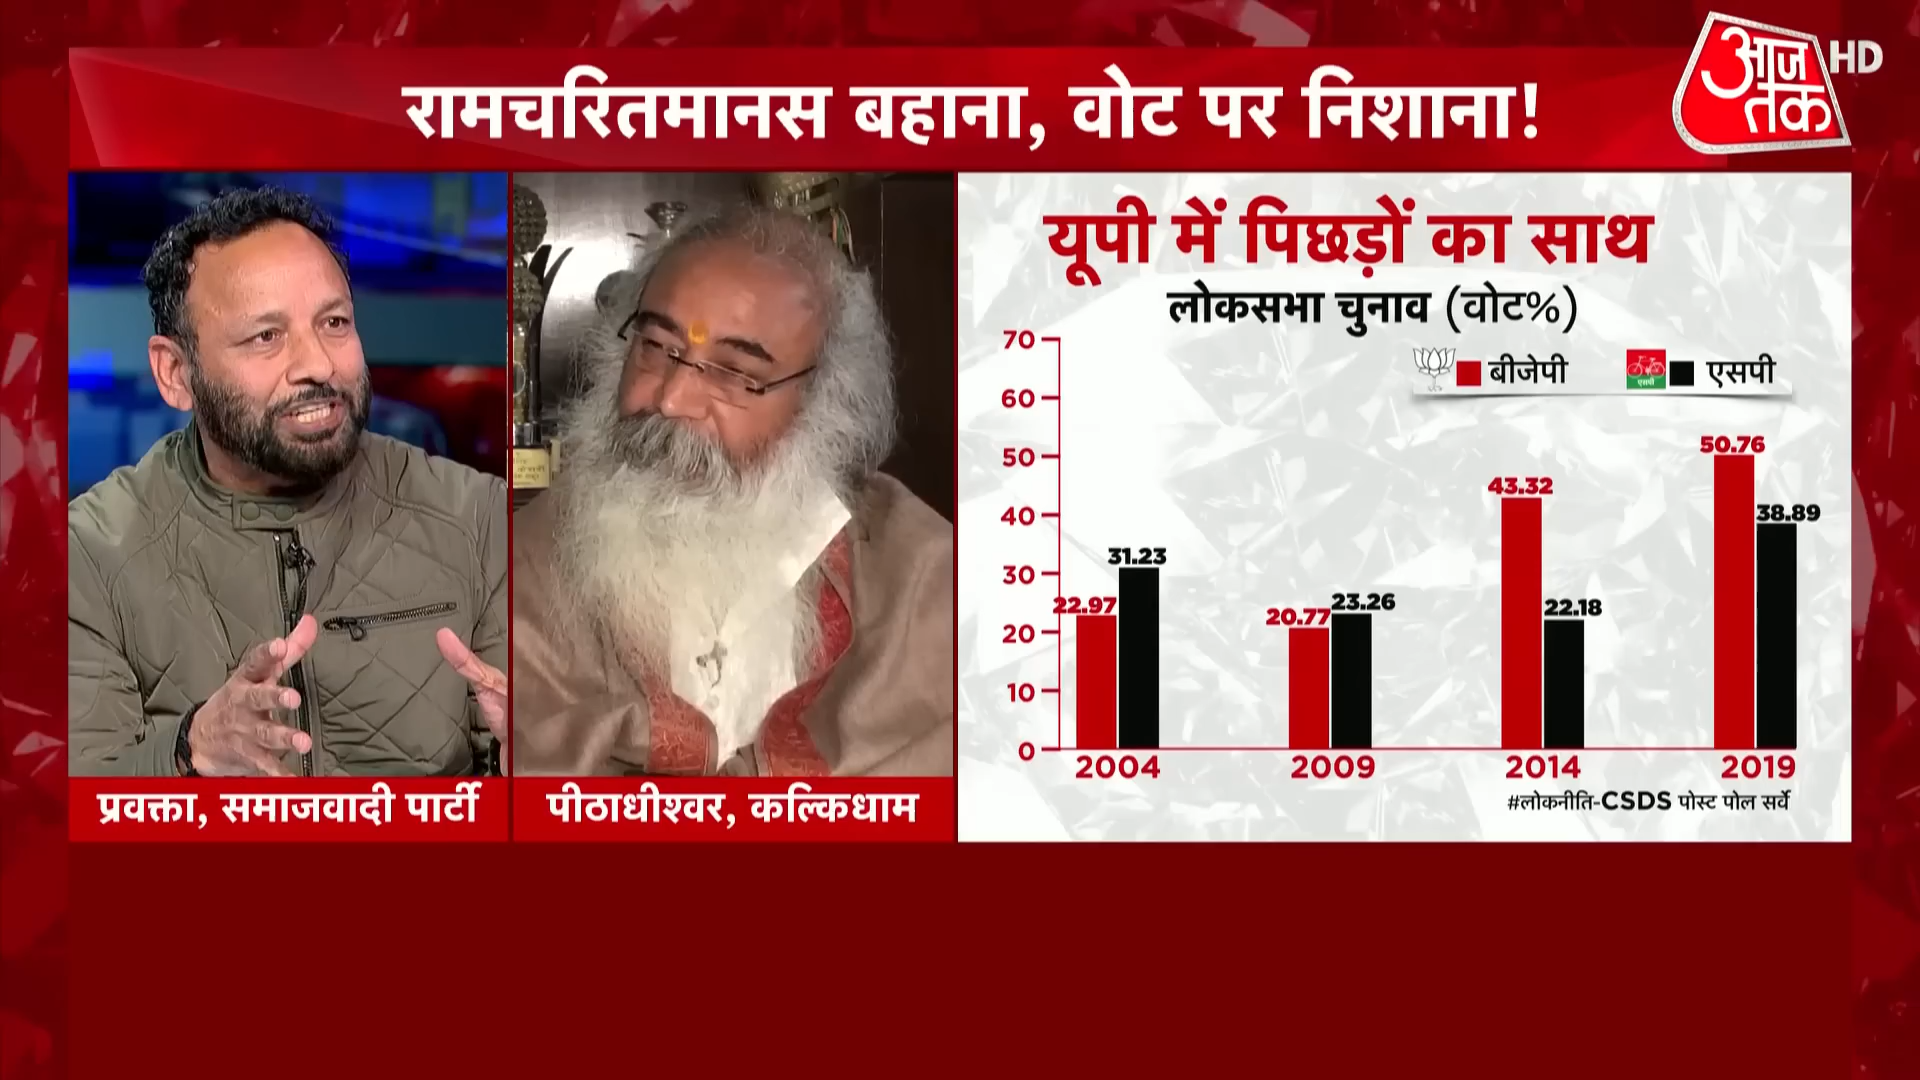 रामचरितमानस बहाना, वोट पर निशाना!
आज तक HD
यूपी में पिछड़ों का साथ
लोकसभा चुनाव (वोट%)
बीजेपी
एसपी
70
60
50
40
30
20
10
0
22.97
31.23
20.77
23.26
43.32
22.18
50.76
38.89
2004
2009
2014
2019
#लोकनीति-CSDS पोस्ट पोल सर्वे
प्रवक्ता, समाजवादी पार्टी
पीठाधीश्वर, कल्किधाम